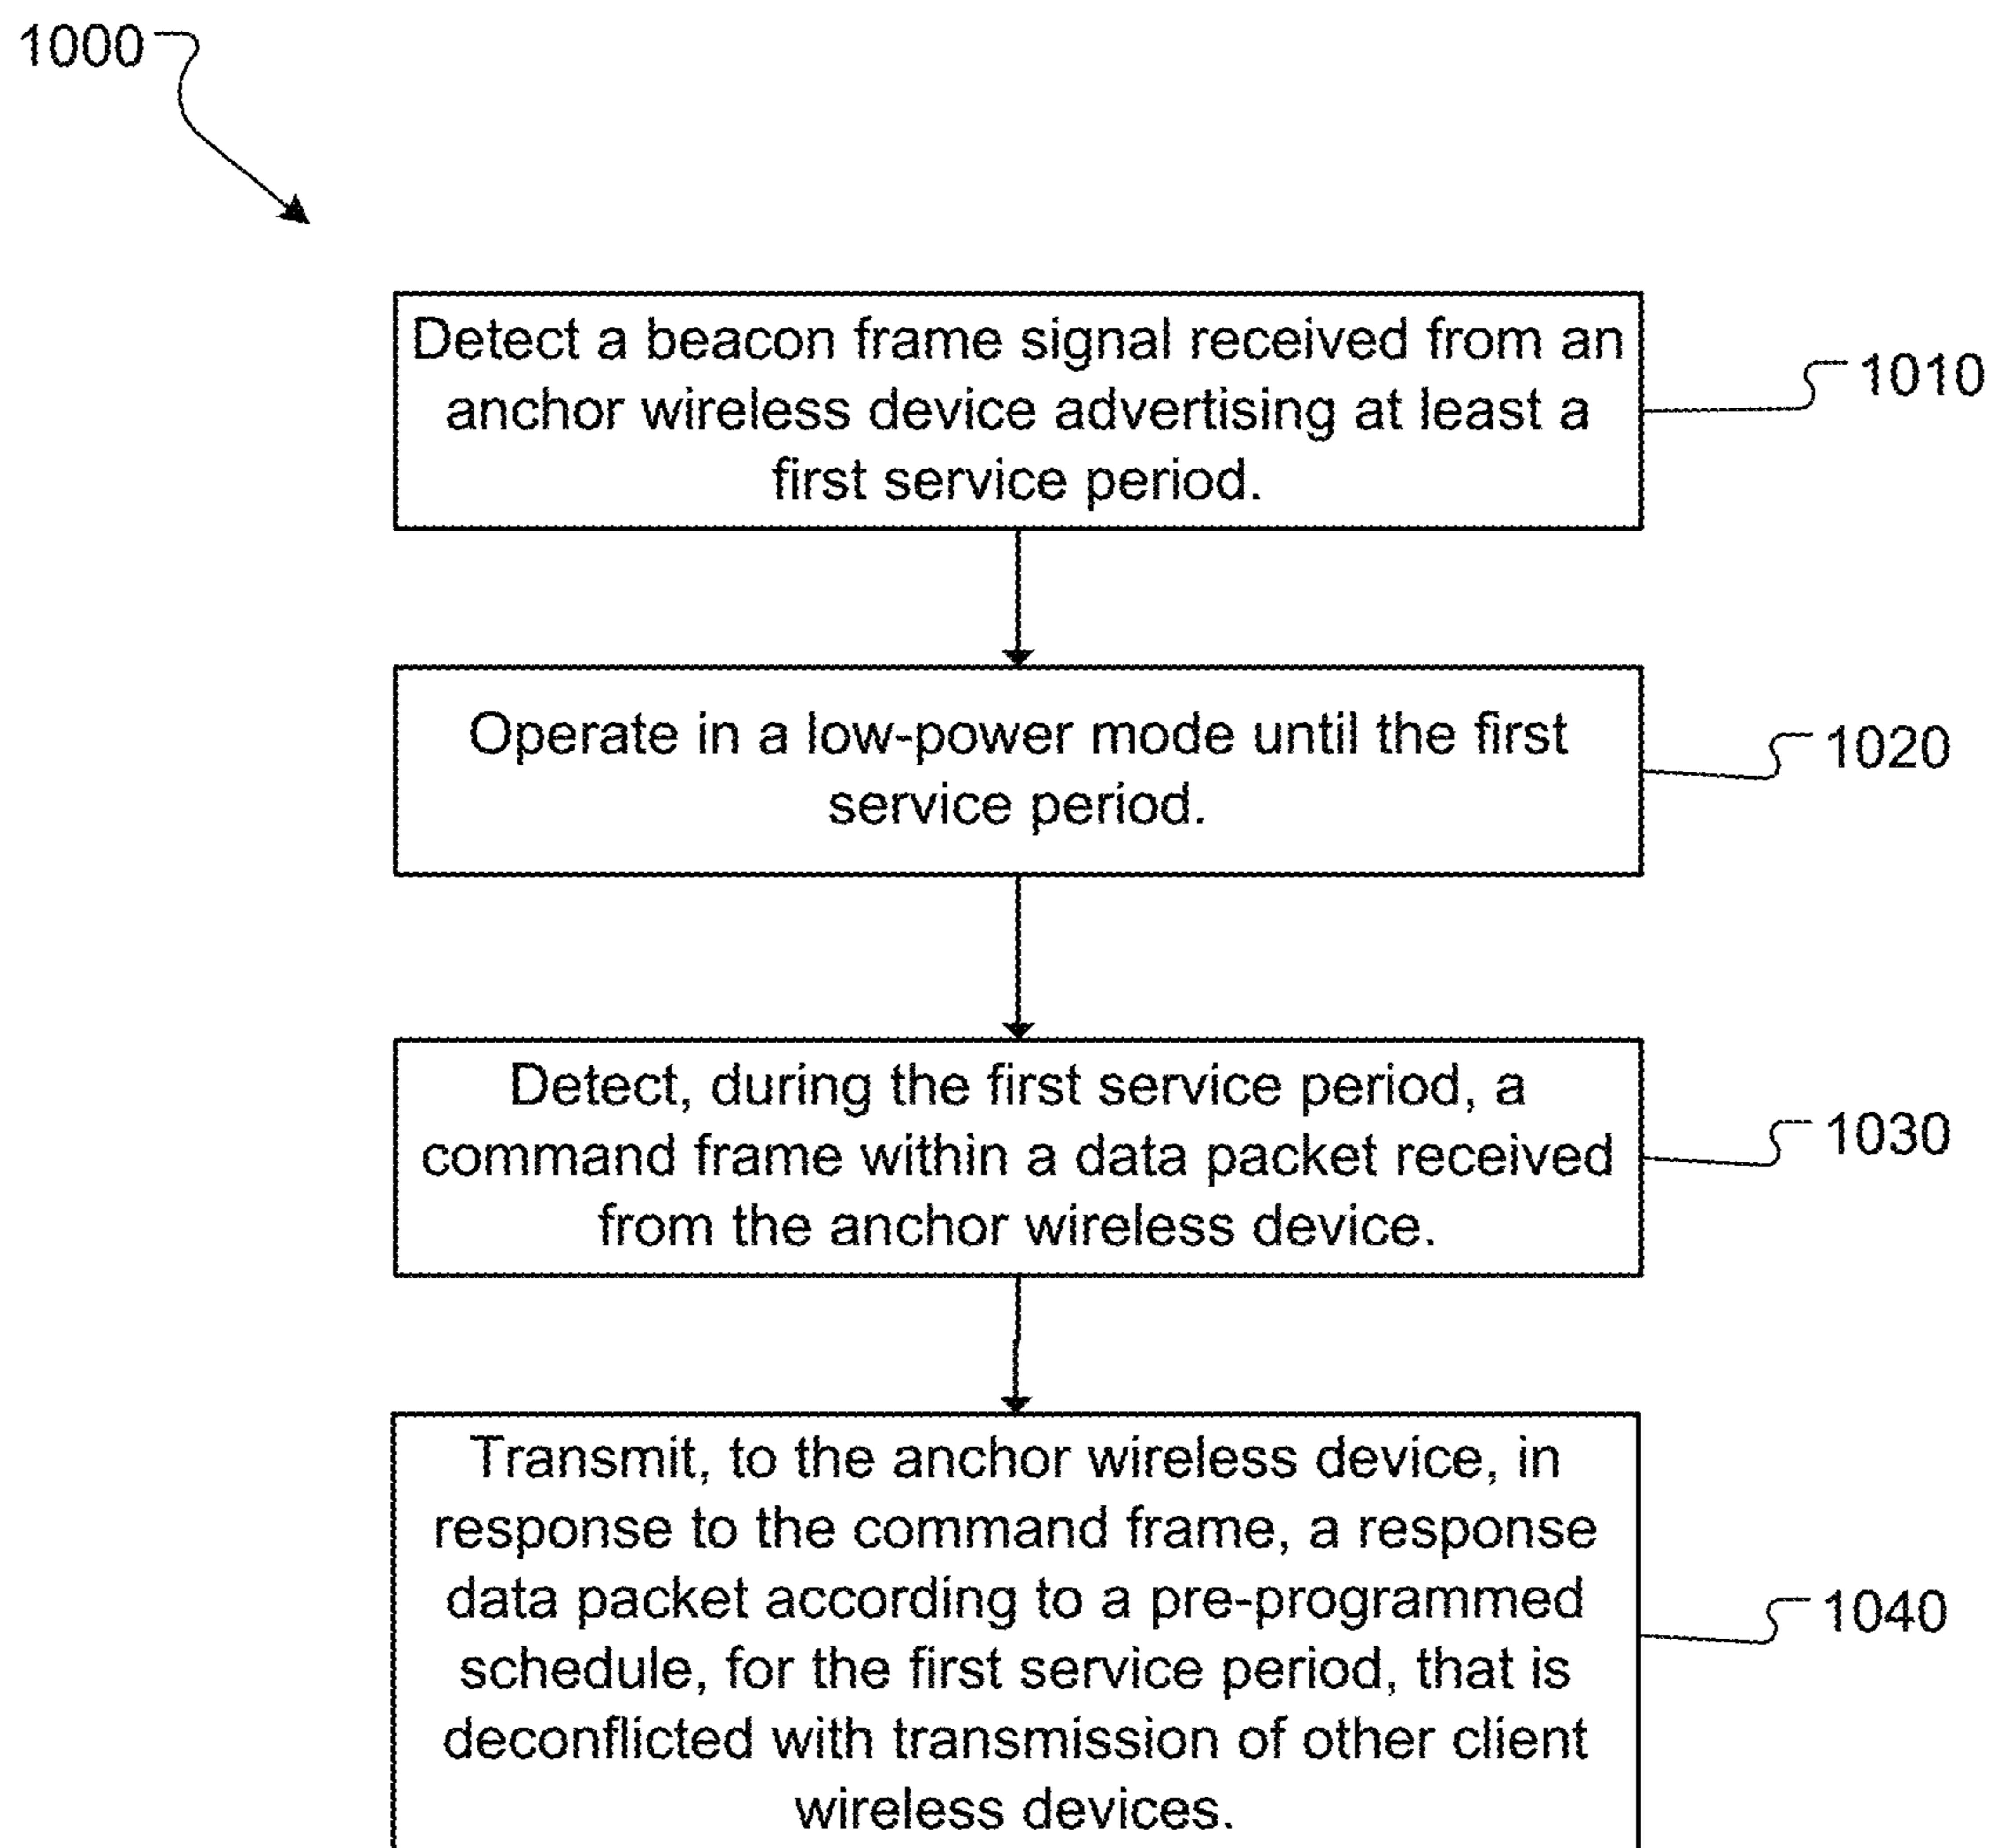 1000
Detect a beacon frame signal received from an
anchor wireless device advertising at least a
first service period.
1010
Operate in a low-power mode until the first
service period.
1020
Detect, during the first service period, a
command frame within a data packet received
from the anchor wireless device.
1030
Transmit, to the anchor wireless device, in
response to the command frame, a response
data packet according to a pre-programmed
schedule, for the first service period, that is
deconflicted with transmission of other client
wireless devices.
1040